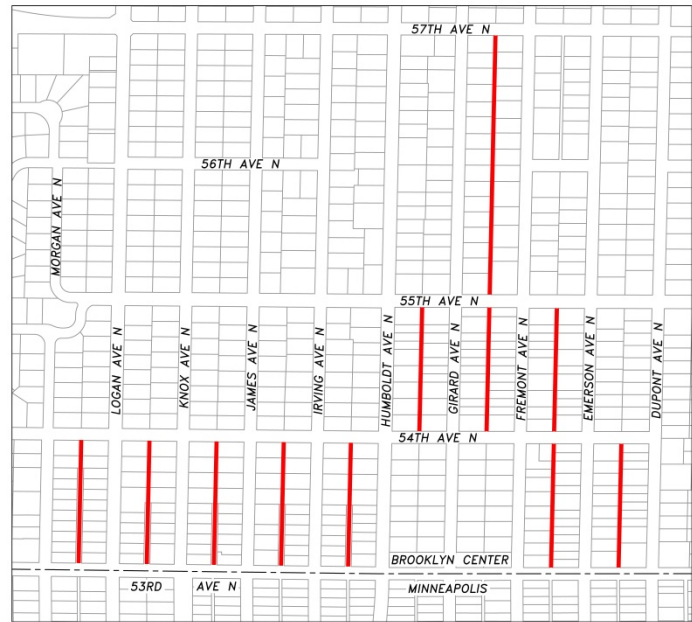 57TH AVE N
56TH AVE N
MORGAN AVE N
55TH AVE N
LOGAN AVE N
KNOX AVE N
JAMES AVE N
IRVING AVE N
HUMBOLDT AVE N
GIRARD AVE N
FREMONT AVE N
EMERSON AVE N
DUPONT AVE N
54TH AVE N
BROOKLYN CENTER
53RD AVE N
MINNEAPOLIS